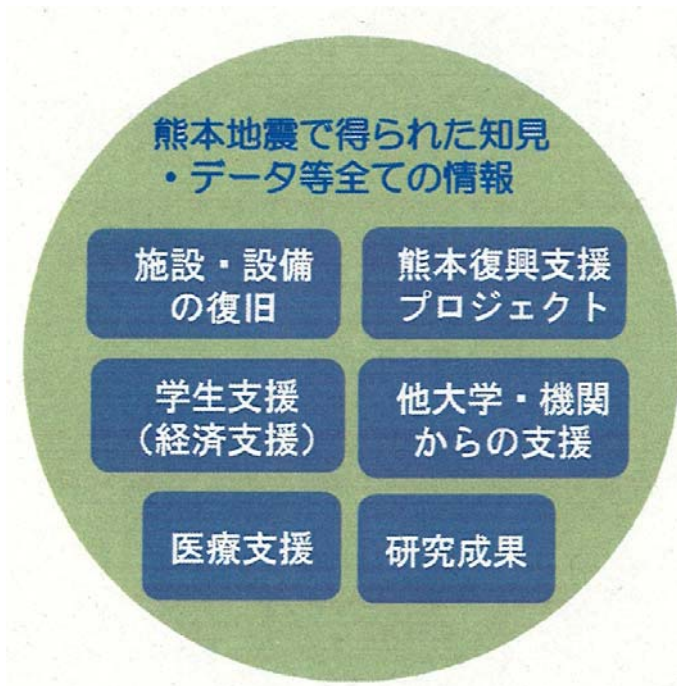 熊本地震で得られた知見
・データ等全ての情報
施設・設備
の復旧
熊本復興支援
プロジェクト
学生支援
(経済支援)
他大学・機関
からの支援
医療支援
研究成果